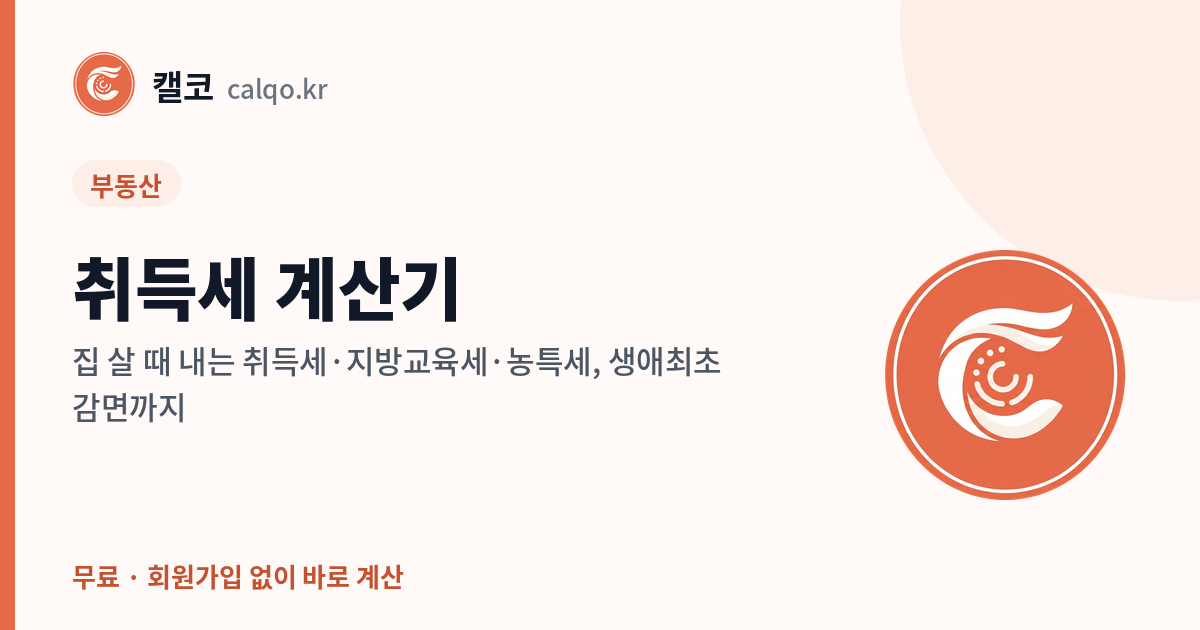 캘코 calqo.kr
부동산
취득세 계산기
집 살 때 내는 취득세·지방교육세·농특세, 생애최초
감면까지
무료 · 회원가입 없이 바로 계산